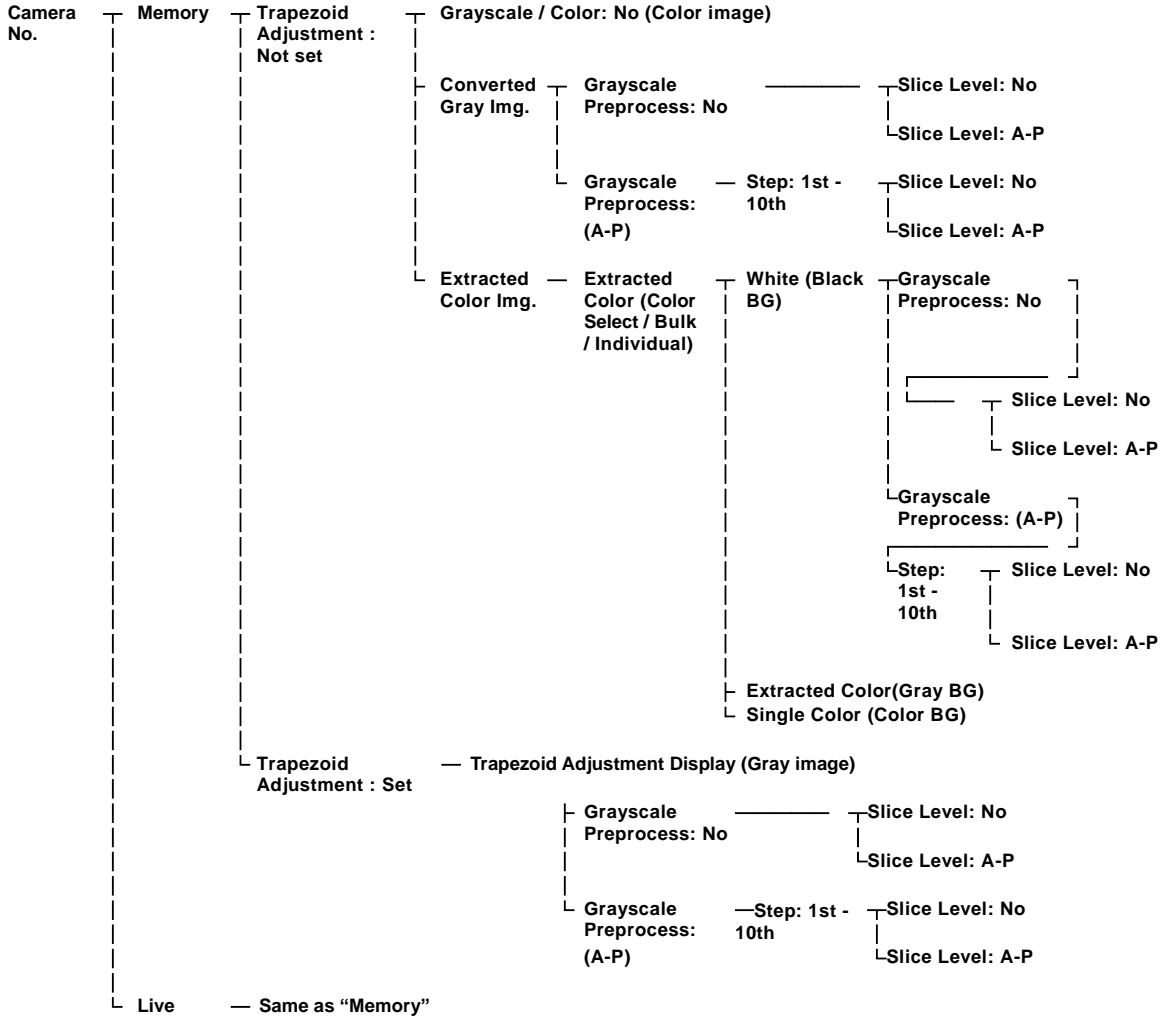 Camera No. Memory Trapezoid Adjustment : Not set Grayscale / Color: No (Color image)
Converted Gray Img. Grayscale Preprocess: No Slice Level: No
Slice Level: A-P
Grayscale Preprocess: (A-P) Step: 1st - 10th Slice Level: No
Slice Level: A-P
Extracted Color Img. Extracted Color (Color Select / Bulk / Individual) White (Black BG) Grayscale Preprocess: No
Slice Level: No
Slice Level: A-P
Grayscale Preprocess: (A-P)
Step: 1st - 10th Slice Level: No
Slice Level: A-P
Extracted Color(Gray BG)
Single Color (Color BG)
Trapezoid Adjustment : Set Trapezoid Adjustment Display (Gray image)
Grayscale Preprocess: No Slice Level: No
Slice Level: A-P
Grayscale Preprocess: (A-P) Step: 1st - 10th Slice Level: No
Slice Level: A-P
Live Same as “Memory”